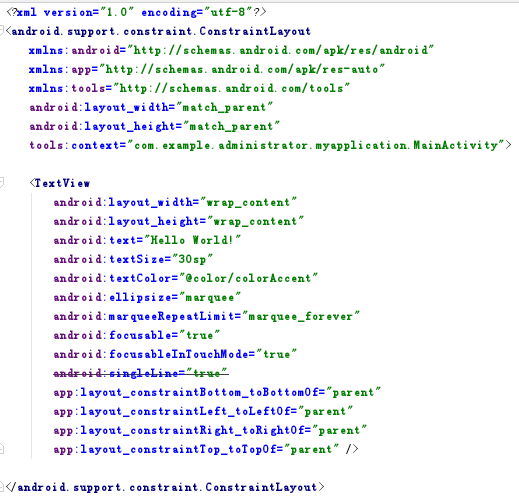 <?xml version="1.0" encoding="utf-8"?>
<android.support.constraint.ConstraintLayout
xmlns:android="http://schemas.android.com/apk/res/android"
xmlns:app="http://schemas.android.com/apk/res-auto"
xmlns:tools="http://schemas.android.com/tools"
android:layout_width="match_parent"
android:layout_height="match_parent"
tools:context="com.example.administrator.myapplication.MainActivity">
<TextView
android:layout_width="wrap_content"
android:layout_height="wrap_content"
android:text="Hello World!"
android:textSize="30sp"
android:textColor="@color/colorAccent"
android:ellipsize="marquee"
android:marqueeRepeatLimit="marquee_forever"
android:focusable="true"
android:focusableInTouchMode="true"
android:singleLine="true"
app:layout_constraintBottom_toBottomOf="parent"
app:layout_constraintLeft_toLeftOf="parent"
app:layout_constraintRight_toRightOf="parent"
app:layout_constraintTop_toTopOf="parent" />
</android.support.constraint.ConstraintLayout>